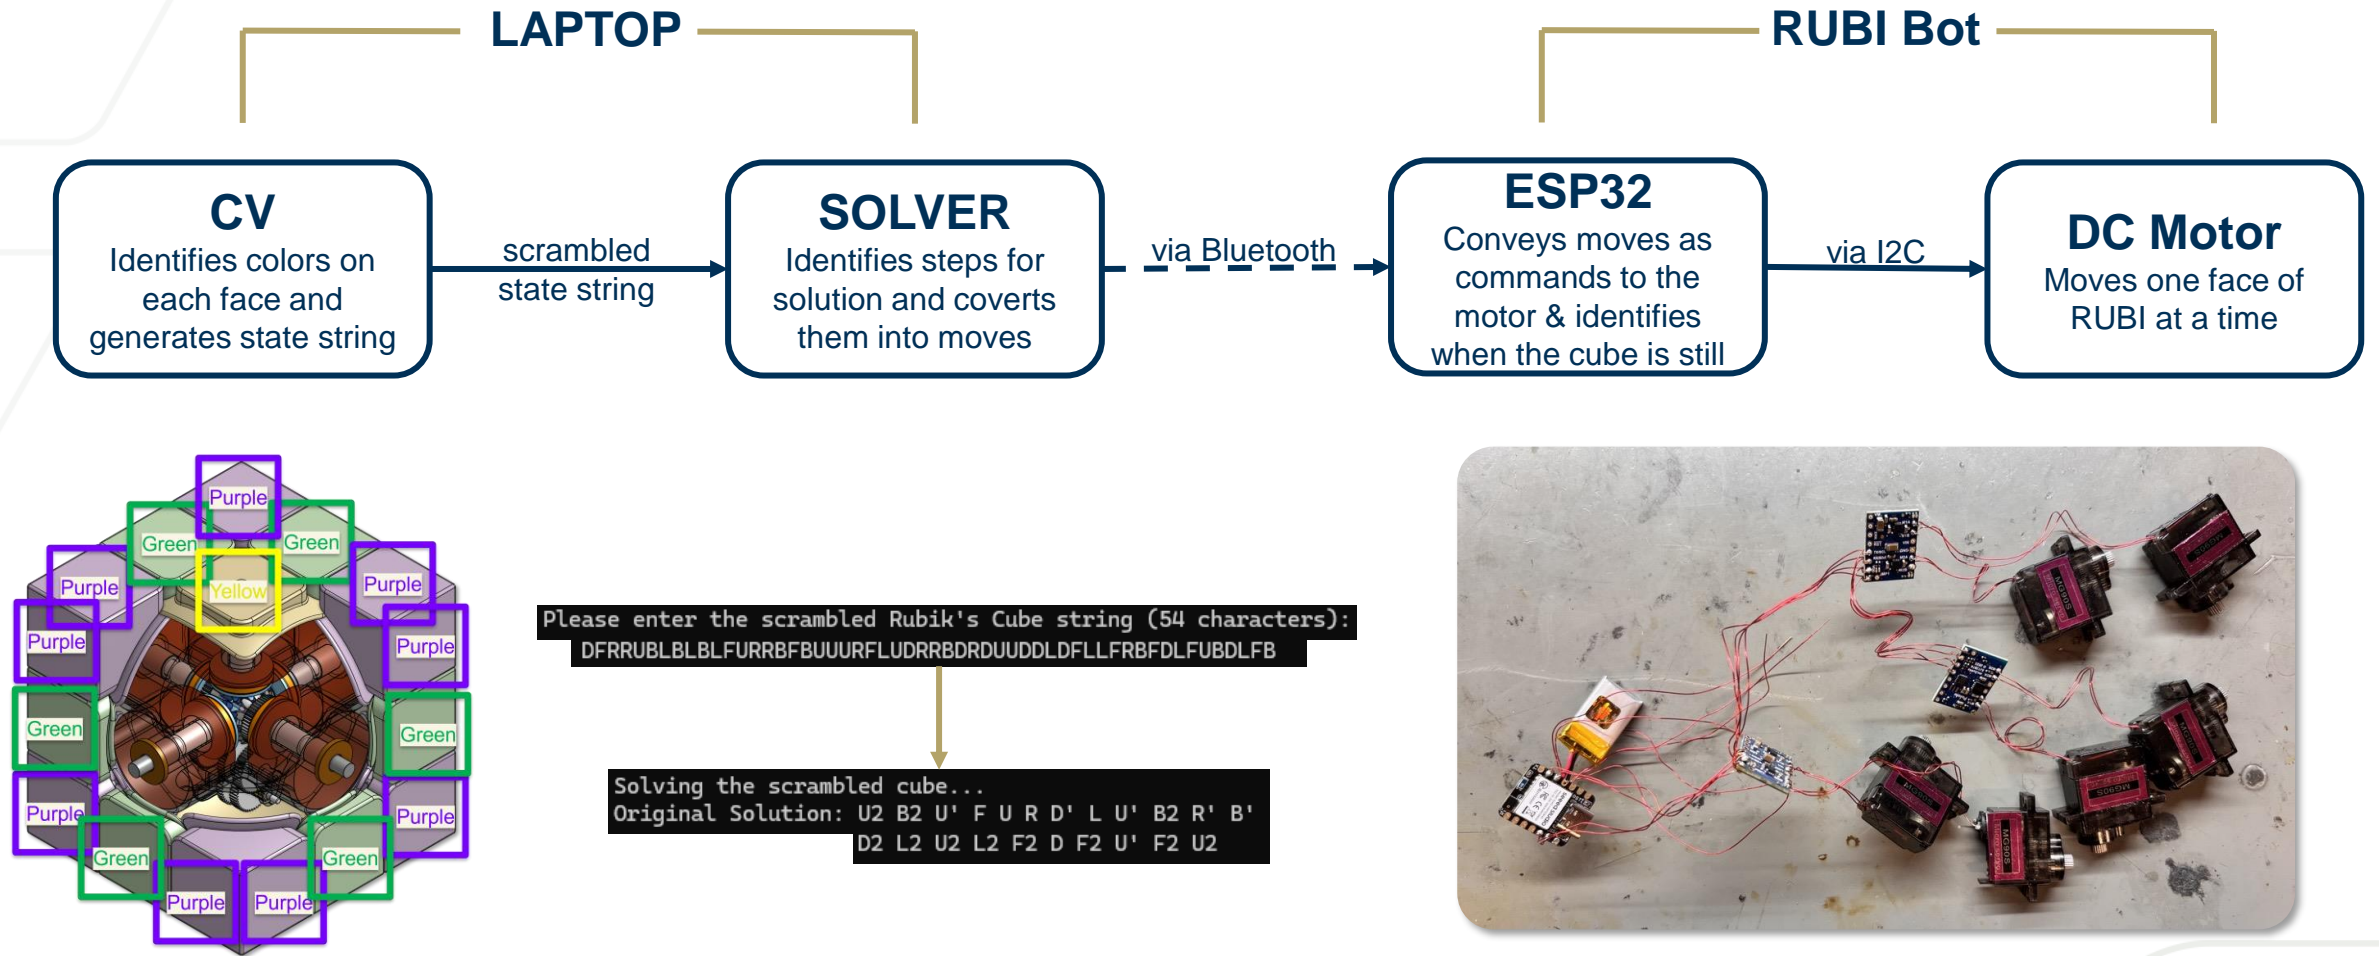 LAPTOP
RUBI Bot
CV
Identifies colors on
each face and
generates state string
scrambled
state string
SOLVER
Identifies steps for
solution and coverts
them into moves
via Bluetooth
ESP32
Conveys moves as
commands to the
motor & identifies
when the cube is still
via I2C
DC Motor
Moves one face of
RUBI at a time
Purple
Green
Green
Yellow
Purple
Purple
Purple
Purple
Green
Green
Purple
Purple
Green
Green
Purple
Purple
Please enter the scrambled Rubik's Cube string (54 characters):
DFRRUBLBLBLFURRBFBUUURFLUDRRBDRDUUDDLDFLLFRBFDLFUBDLFB
Solving the scrambled cube...
Original Solution: U2 B2 U' F U R D' L U' B2 R' B'
D2 L2 U2 L2 F2 D F2 U' F2 U2
MG90S
MG90S
MG90S